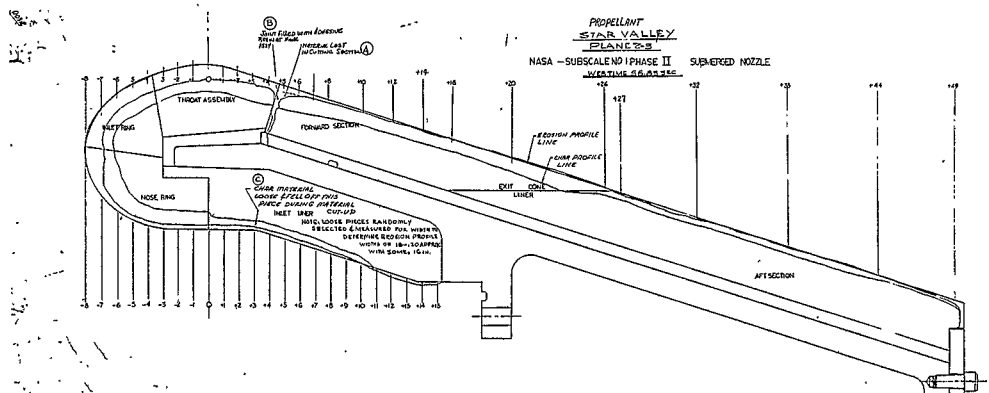 PROPELLANT
STAR VALLEY
PLANE 2-3
NASA - SUBSCALE NO 1 PHASE II SUBMERGED NOZZLE
B
JOINT FILLED WITH ADHESIVE
MATERIAL LOST
IN CUTTING SECTION A
-8 -7 -6 -5 -4 -3 -2 -1 0 +1 +2 +3 +4 +5 +6 +8 +10 +12 +14 +16 +20 +26 +27 +32 +38 +44 +49
THROAT ASSEMBLY
INLET RING
FORWARD SECTION
EROSION PROFILE
LINE
CHAR PROFILE
LINE
EXIT CONE
LINER
NOSE RING
C
CHAR MATERIAL
LOOSE & FELL OFF THIS
PIECE DURING MATERIAL
CUT-UP
INLET LINER
NOTE: LOOSE PIECES RANDOMLY
SELECTED & MEASURED FOR WIDTH TO
DETERMINE EROSION PROFILE
WITH SOME
AFT SECTION
-8 -7 -6 -5 -4 -3 -2 -1 0 +1 +2 +3 +4 +5 +6 +7 +8 +9 +10 +11 +12 +13 +14 +15